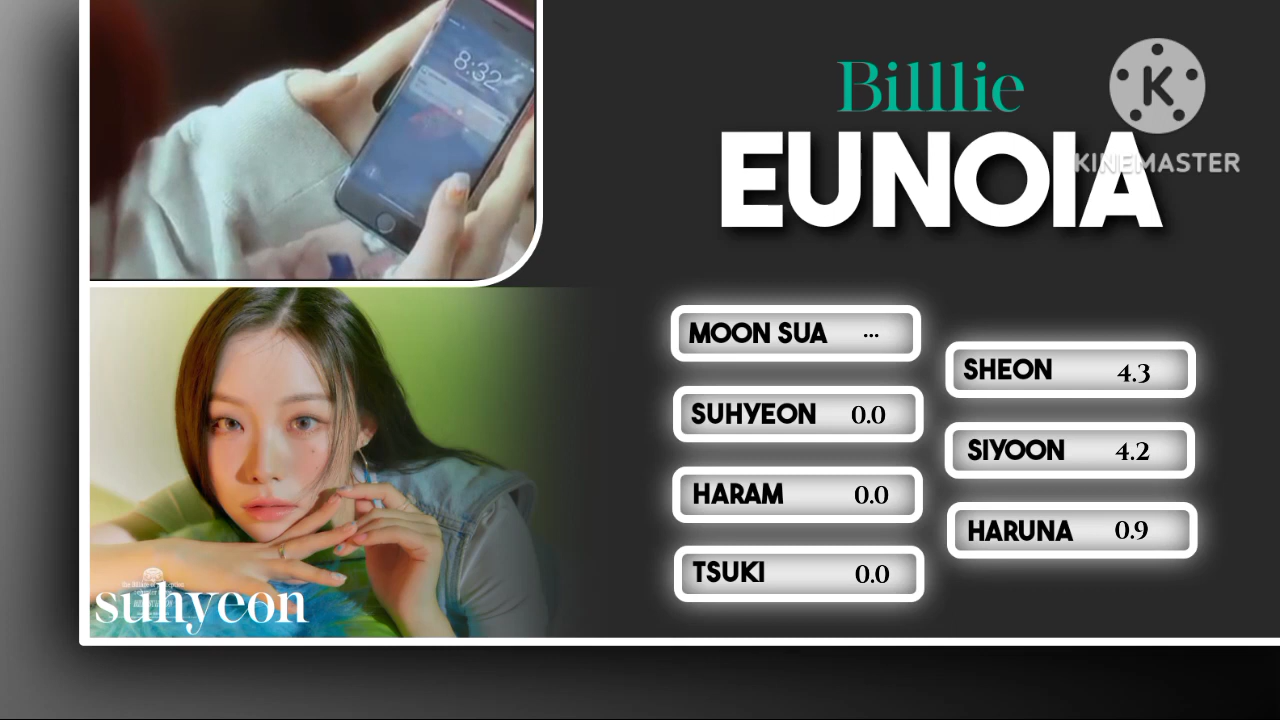 8:32
Billlie
EUNOIA
KINEMASTER
MOON SUA ...
SUHYEON 0.0
HARAM 0.0
TSUKI 0.0
SHEON 4.3
SIYOON 4.2
HARUNA 0.9
suhyeon